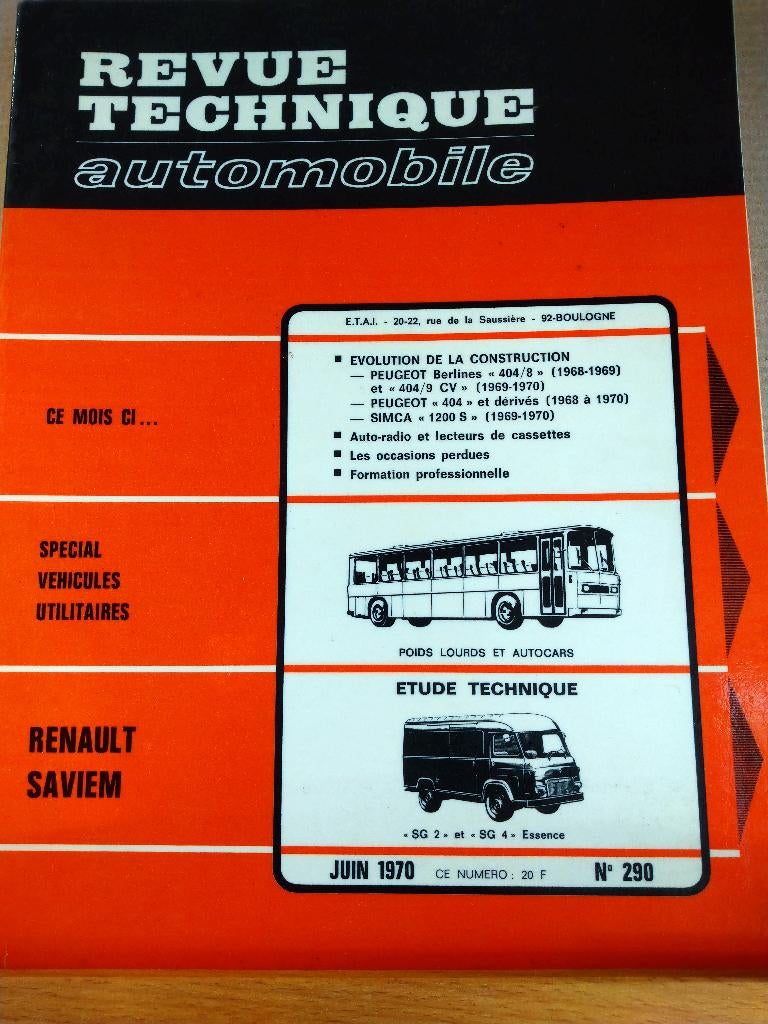 REVUE
TECHNIQUE
automobile
E.T.A.I. - 20-22, rue de la Saussière - 92-BOULOGNE
CE MOIS CI...
■ EVOLUTION DE LA CONSTRUCTION
— PEUGEOT Berlines « 404/8 » (1968-1969)
et « 404/9 CV » (1969-1970)
— PEUGEOT « 404 » et dérivés (1968 à 1970)
— SIMCA « 1200 S » (1969-1970)
■ Auto-radio et lecteurs de cassettes
■ Les occasions perdues
■ Formation professionnelle
SPECIAL
VEHICULES
UTILITAIRES
POIDS LOURDS ET AUTOCARS
RENAULT
SAVIEM
ETUDE TECHNIQUE
« SG 2 » et « SG 4 » Essence
JUIN 1970 CE NUMERO : 20 F N° 290